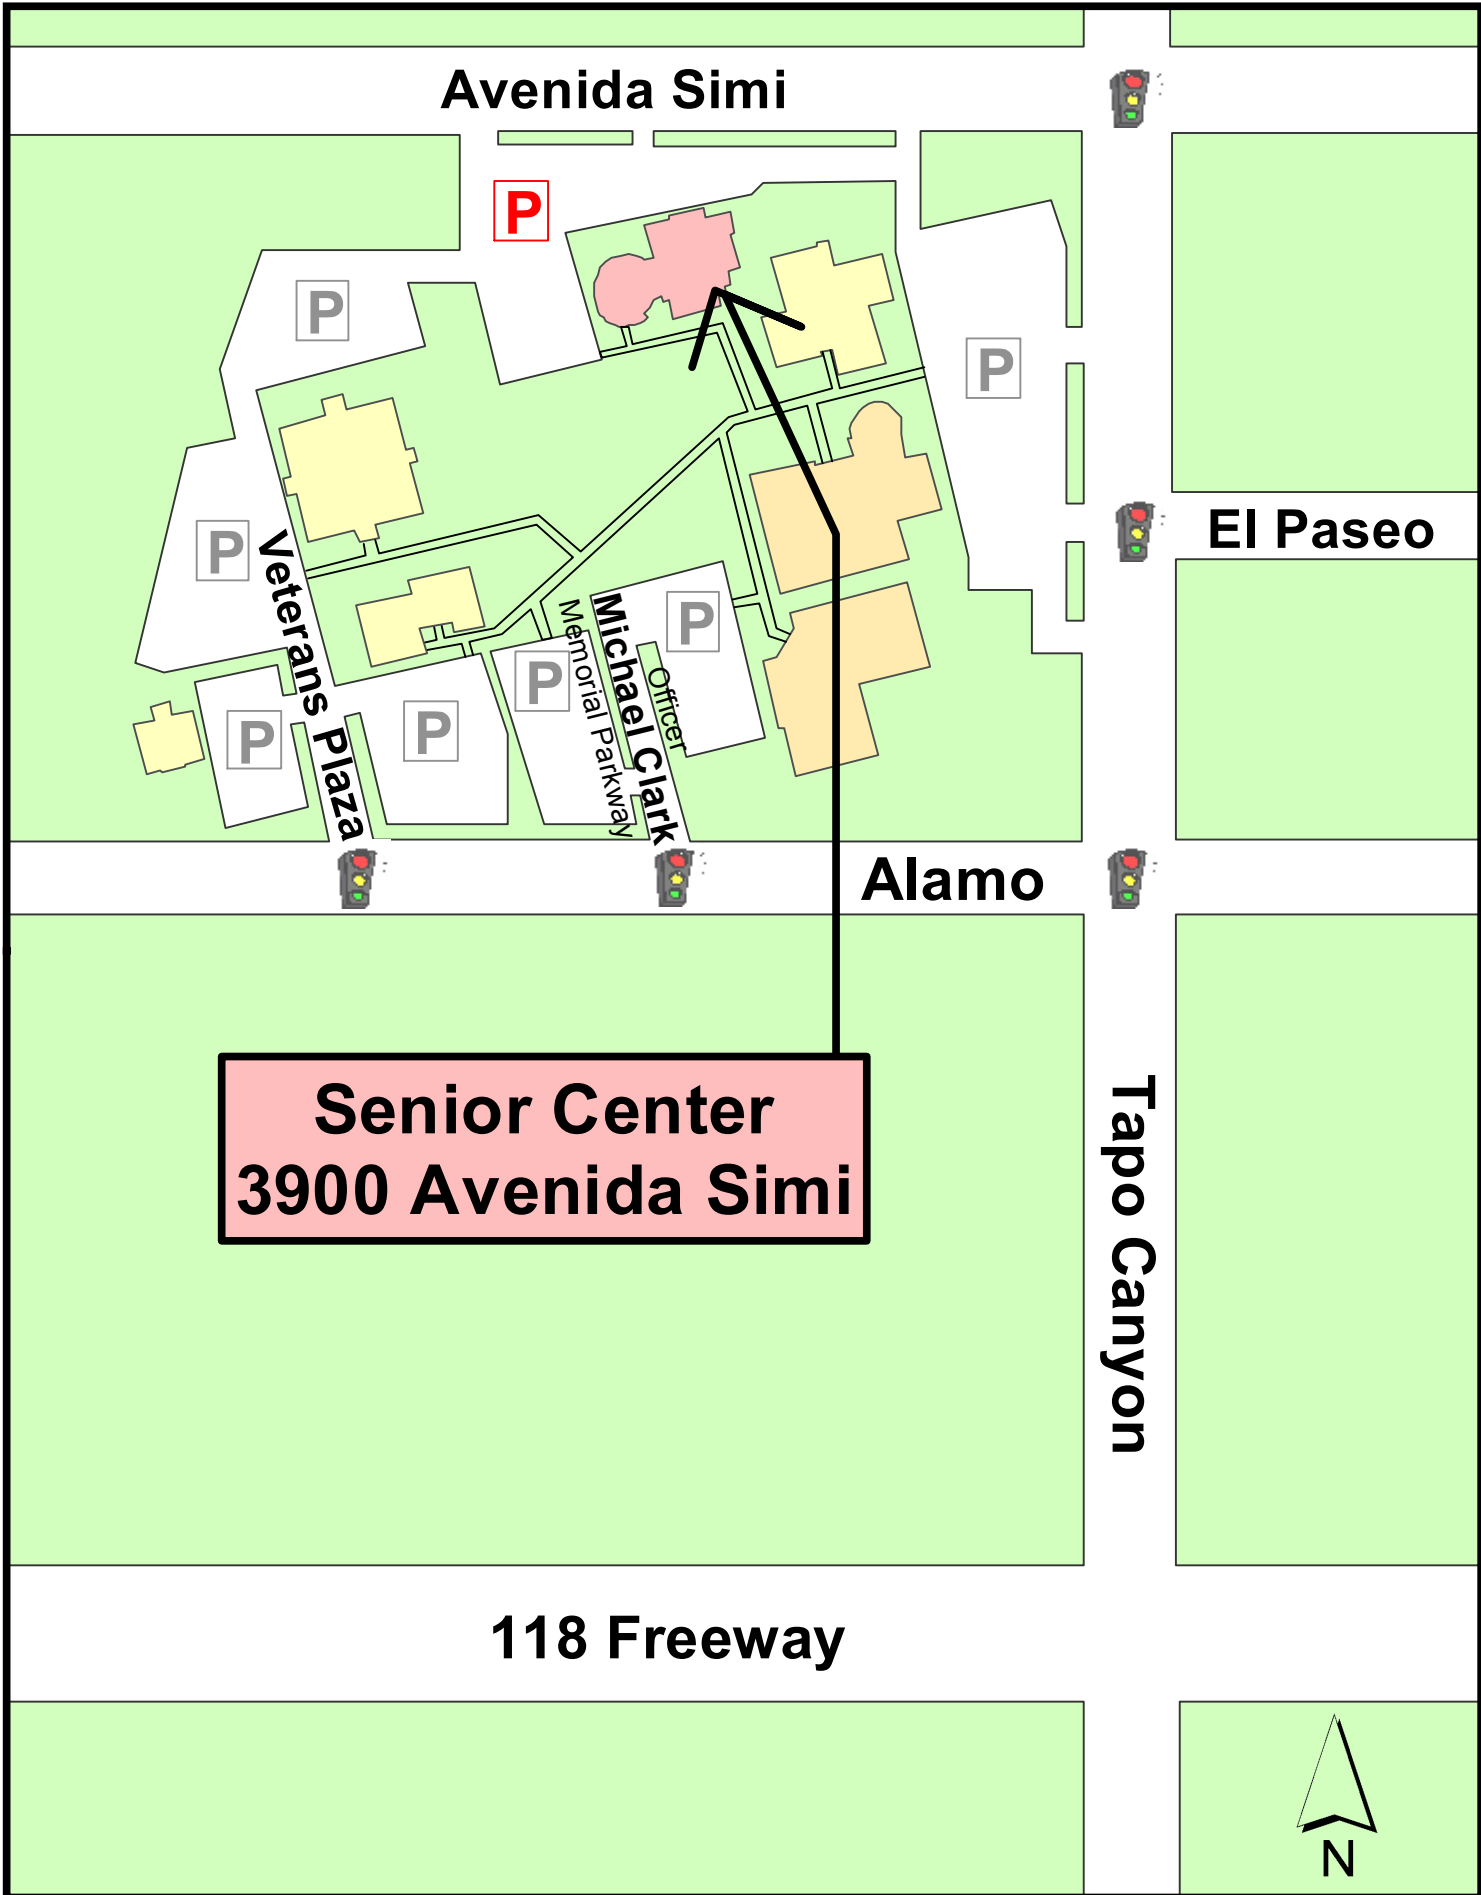 Avenida Simi
P
P
P
P
El Paseo
P
P
P
P
Veterans Plaza
Officer
Michael Clark
Memorial Parkway
Alamo
Senior Center
3900 Avenida Simi
Tapo Canyon
118 Freeway
N